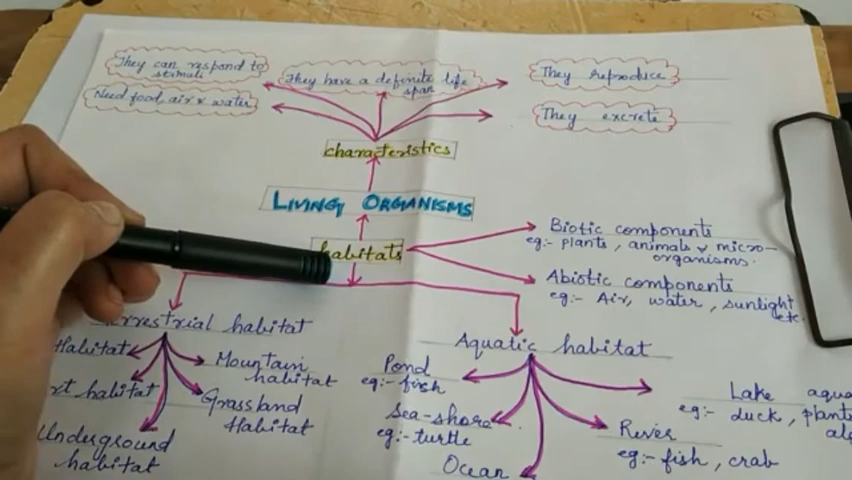 They can respond to
stimuli
They have a definite life
span
They reproduce
Need food, air & water
They excrete
characteristics
LIVING ORGANISMS
habitats
Biotic components
eg:- plants, animals & micro-
organisms.
Abiotic components
eg:- Air, water, sunlight
etc.
Terrestrial habitat
Habitat
Mountain
habitat
habitat
Grassland
Habitat
Underground
habitat
Aquatic habitat
Pond
eg:- fish
Sea-shore
eg:- turtle
Ocean
River
eg:- fish, crab
Lake
eg:- duck,